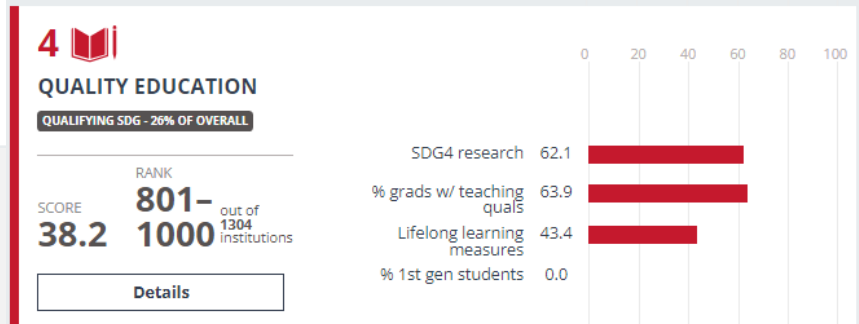 4
QUALITY EDUCATION
QUALIFYING SDG - 26% OF OVERALL
SCORE
38.2
RANK
801–
1000
out of
1304
institutions
Details
0 20 40 60 80 100
SDG4 research 62.1
% grads w/ teaching 63.9
quals
Lifelong learning 43.4
measures
% 1st gen students 0.0